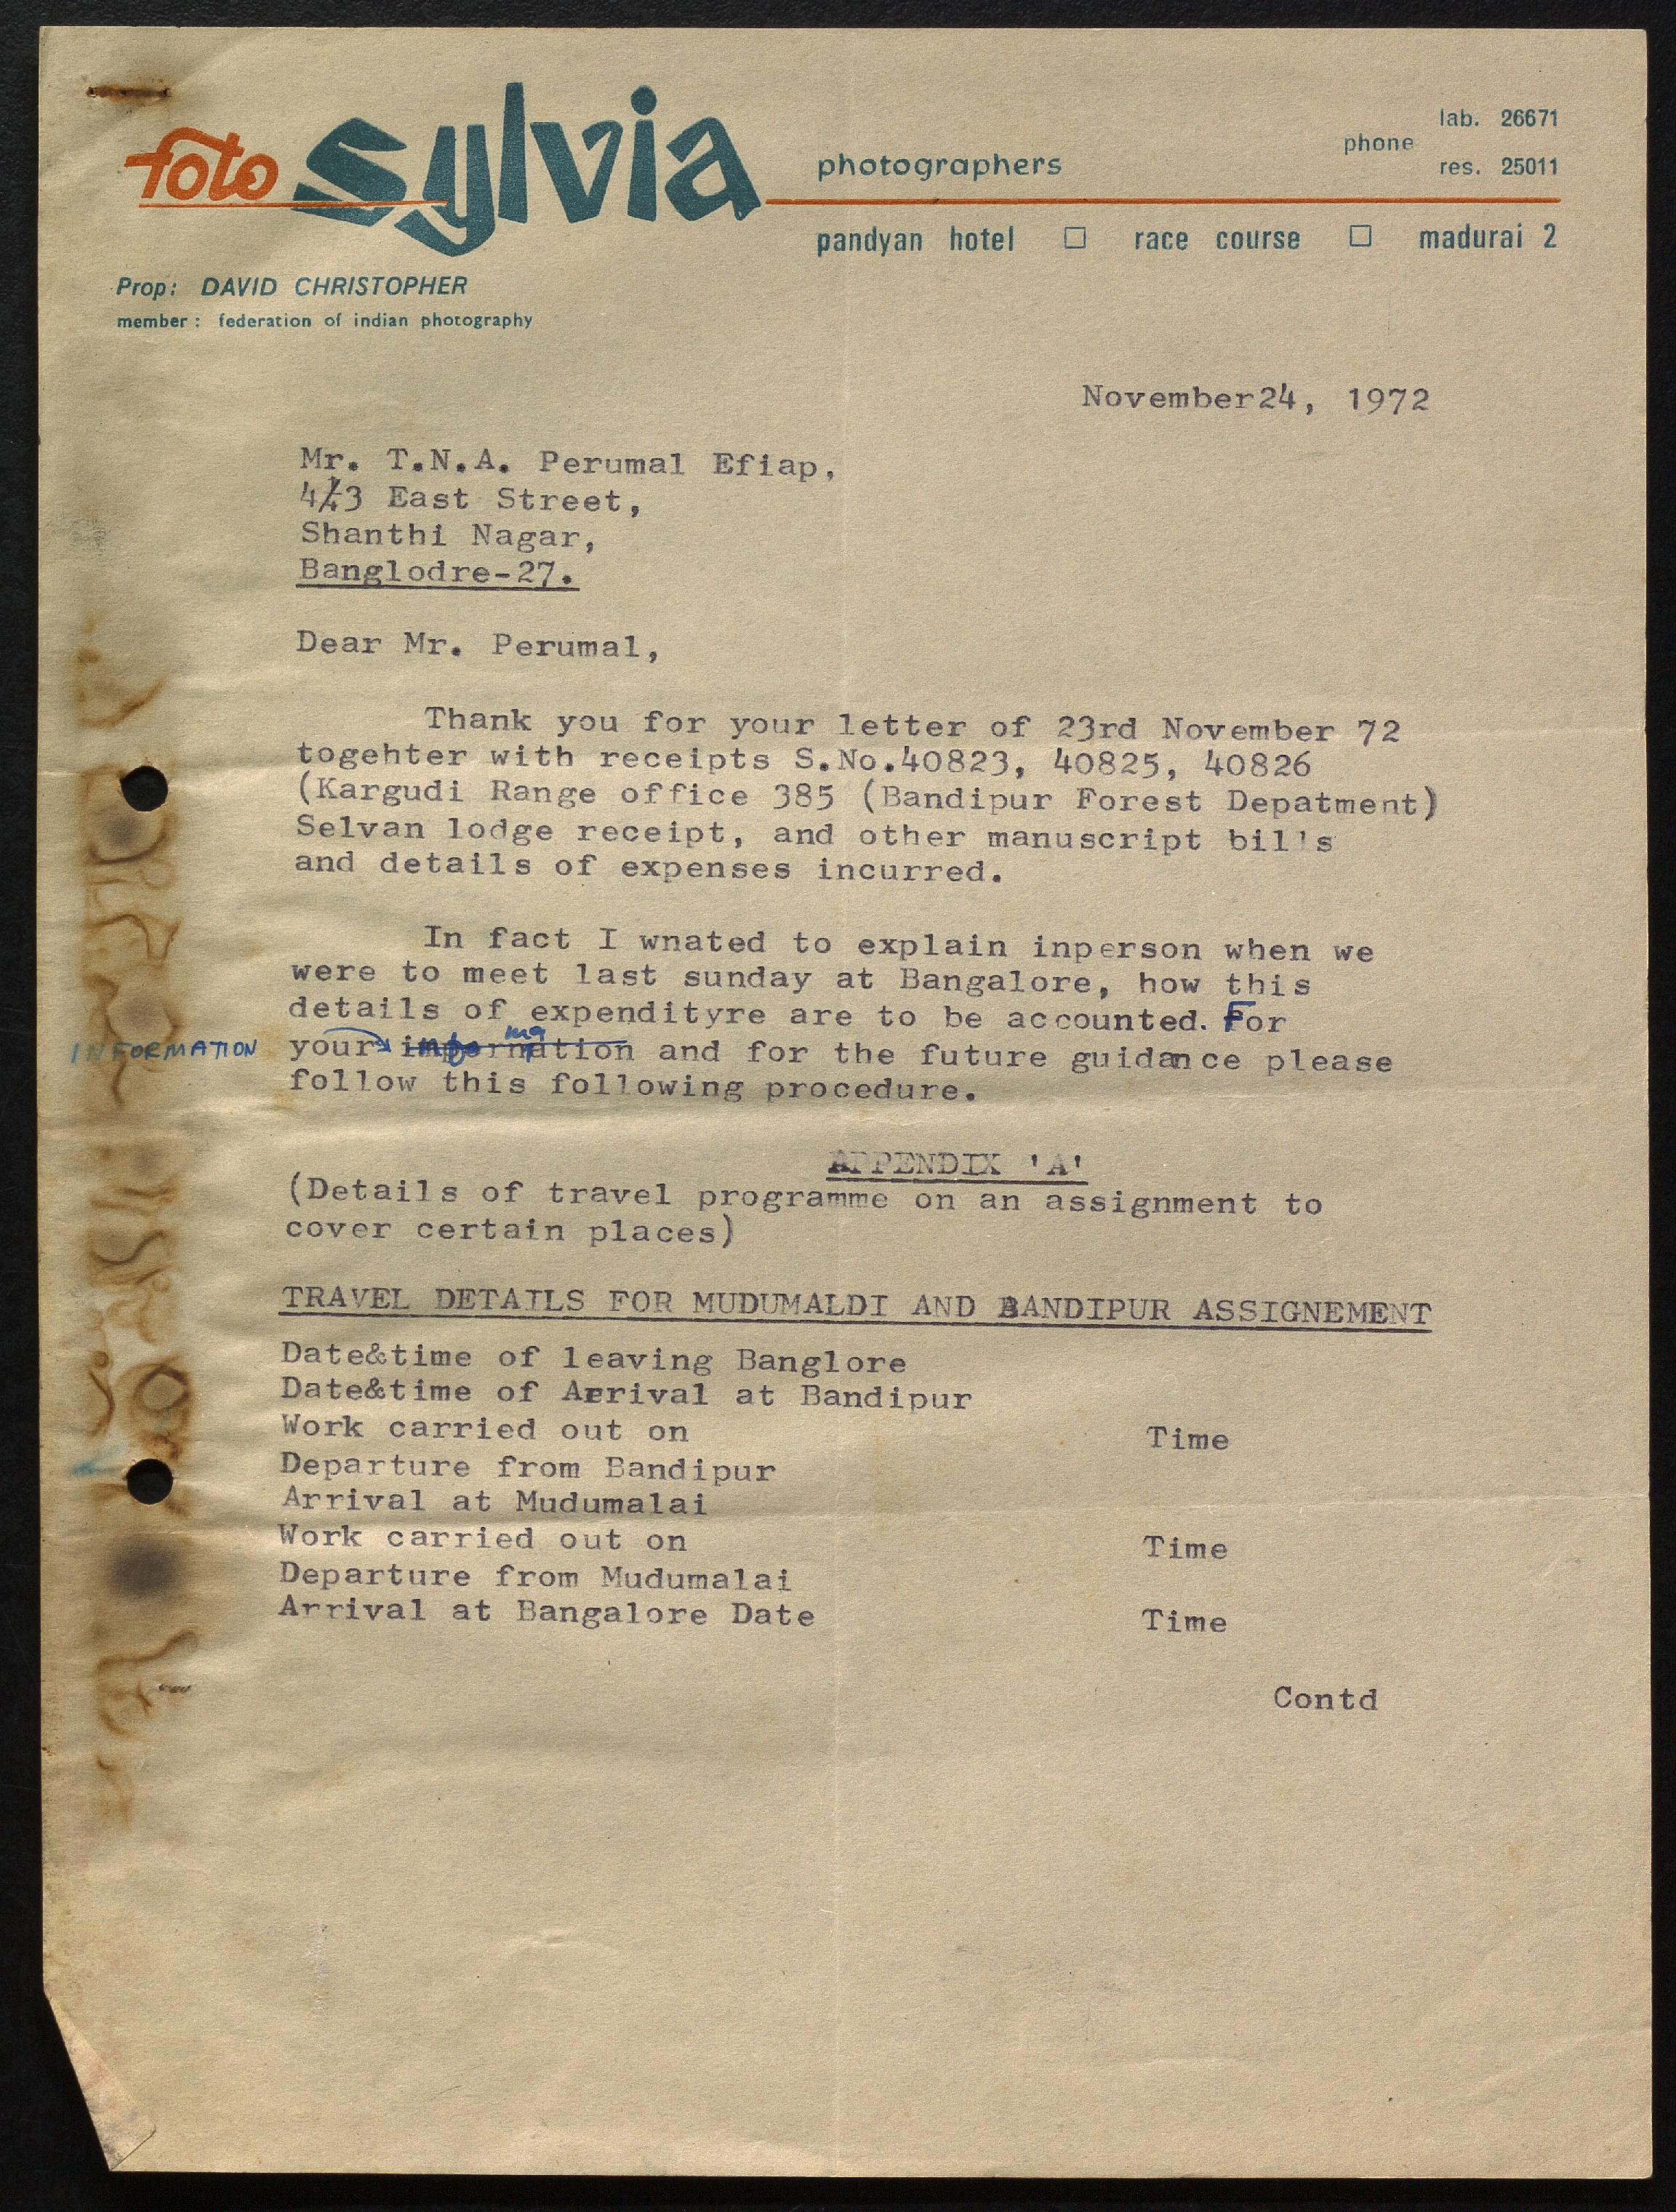 foto sylvia
photographers
phone
lab. 26671
res. 25011
pandyan hotel □ race course □ madurai 2
Prop: DAVID CHRISTOPHER
member: federation of indian photography
November24, 1972
Mr. T.N.A. Perumal Efiap,
43 East Street,
Shanthi Nagar,
Banglodre-27.
Dear Mr. Perumal,
Thank you for your letter of 23rd November 72
togehter with receipts S.No.40823, 40825, 40826
(Kargudi Range office 385 (Bandipur Forest Depatment)
Selvan lodge receipt, and other manuscript bills
and details of expenses incurred.
In fact I wnated to explain inperson when we
were to meet last sunday at Bangalore, how this
details of expendityre are to be accounted. For
INFORMATION your information and for the future guidance please
follow this following procedure.
APPENDIX 'A'
(Details of travel programme on an assignment to
cover certain places)
TRAVEL DETAILS FOR MUDUMALDI AND BANDIPUR ASSIGNEMENT
Date&time of leaving Banglore
Date&time of Arrival at Bandipur
Work carried out on Time
Departure from Bandipur
Arrival at Mudumalai
Work carried out on Time
Departure from Mudumalai
Arrival at Bangalore Date Time
Contd